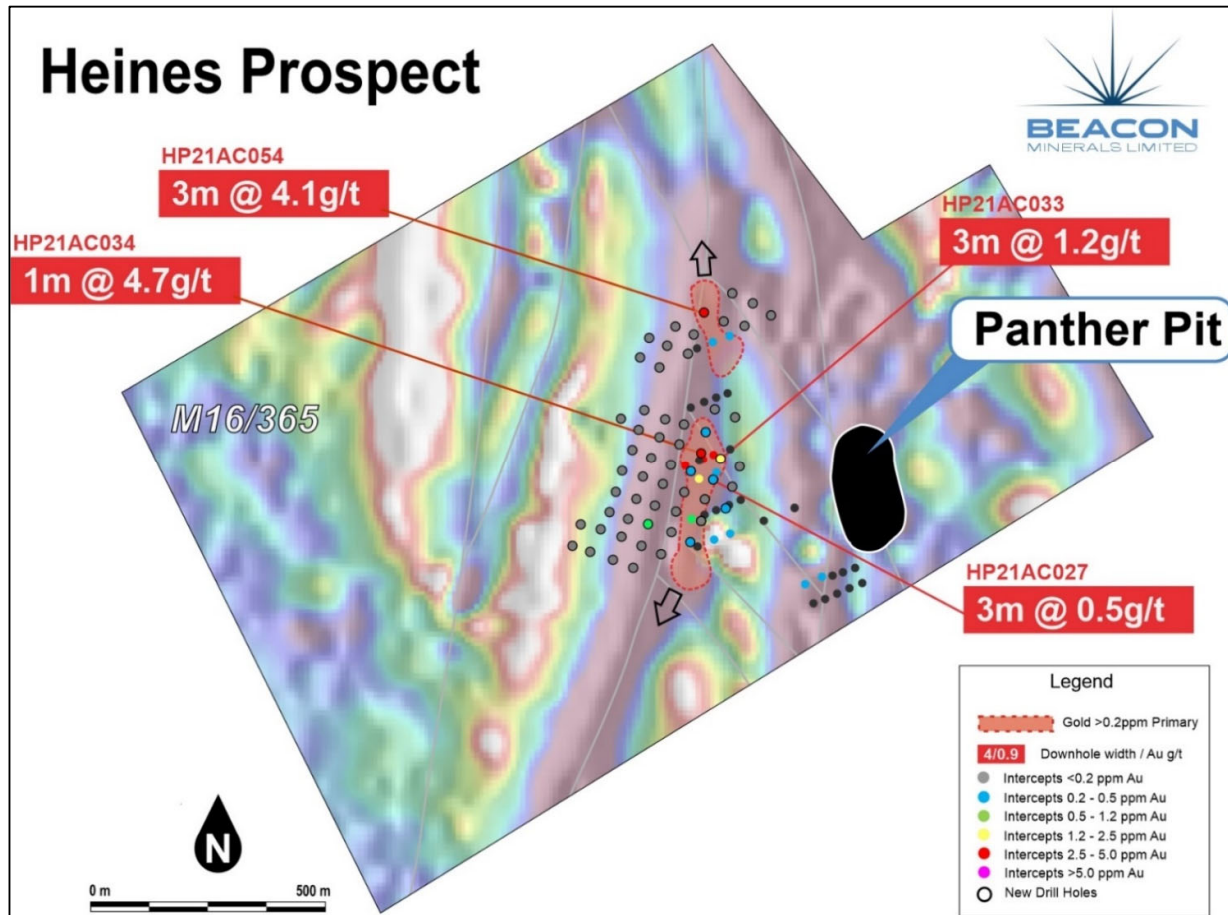 Heines Prospect
BEACON
MINERALS LIMITED
HP21AC054
3m @ 4.1g/t
HP21AC033
3m @ 1.2g/t
HP21AC034
1m @ 4.7g/t
Panther Pit
M16/365
HP21AC027
3m @ 0.5g/t
Legend
Gold >0.2ppm Primary
4/0.9 Downhole width / Au g/t
Intercepts <0.2 ppm Au
Intercepts 0.2 - 0.5 ppm Au
Intercepts 0.5 - 1.2 ppm Au
Intercepts 1.2 - 2.5 ppm Au
Intercepts 2.5 - 5.0 ppm Au
Intercepts >5.0 ppm Au
New Drill Holes
N
0 m 500 m